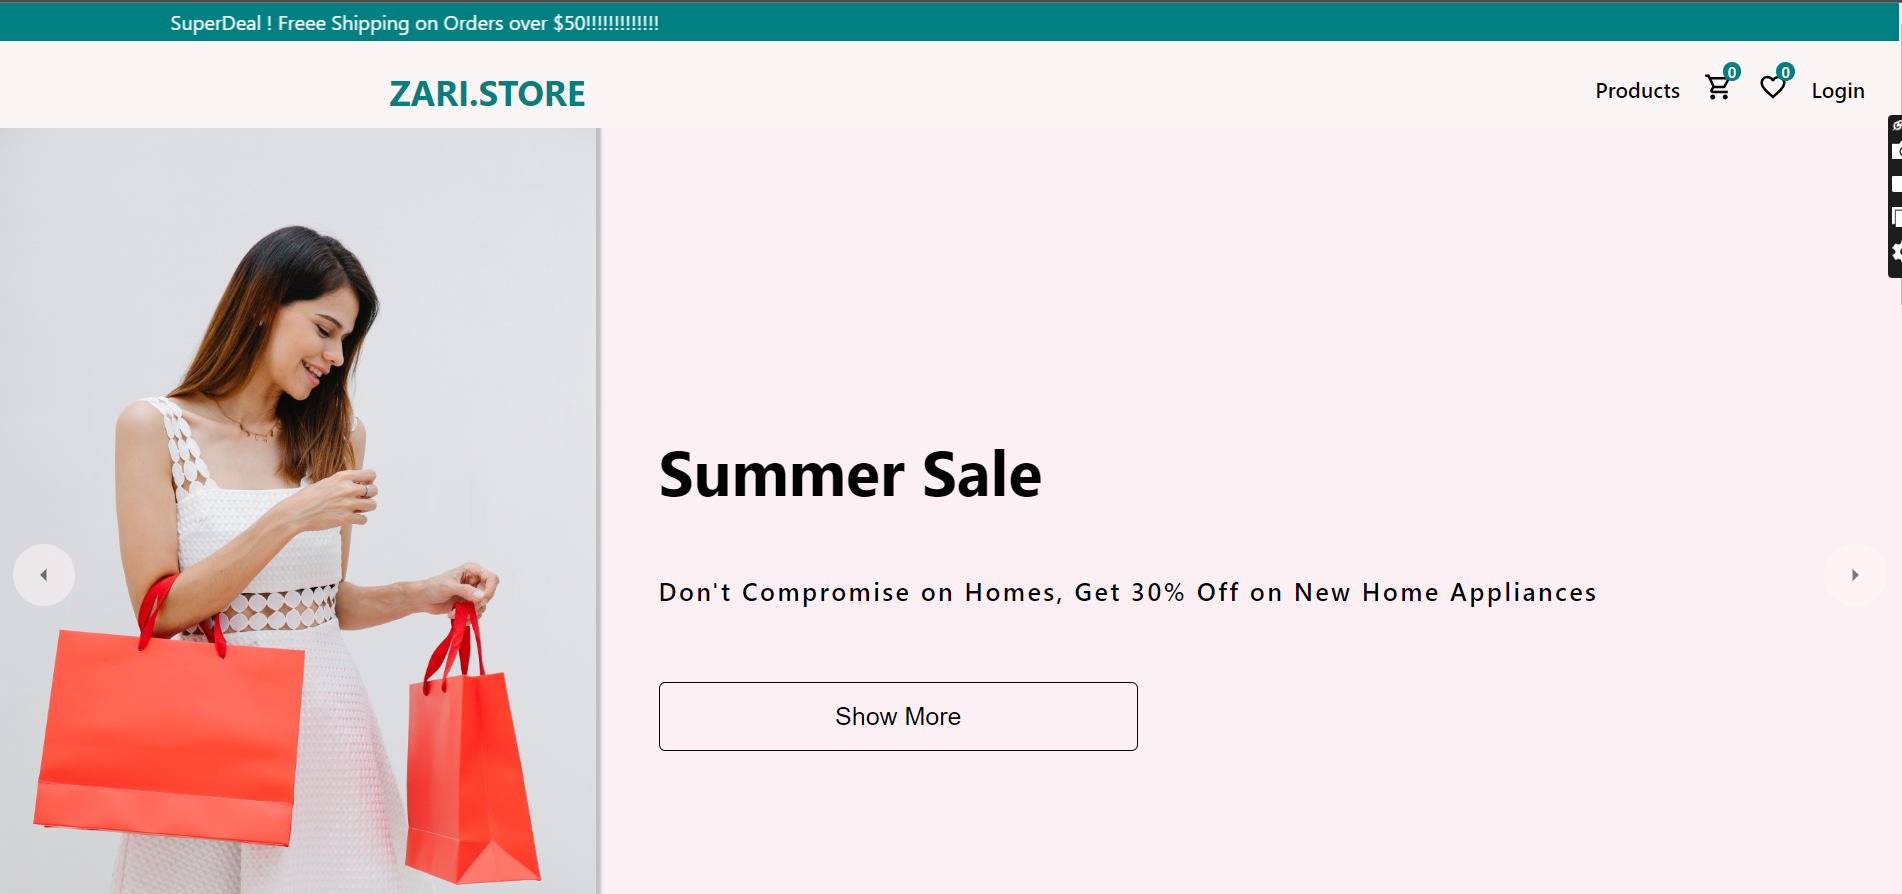 SuperDeal ! Freee Shipping on Orders over $50!!!!!!!!!!!!!
ZARI.STORE
Products 0 0 Login
Summer Sale
Don't Compromise on Homes, Get 30% Off on New Home Appliances
Show More